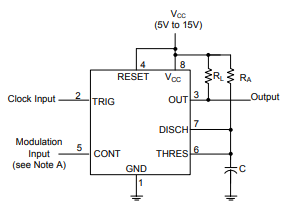 VCC
(5V to 15V)
4
8
RESET
VCC
RL
RA
Clock Input
2
TRIG
OUT
3
Output
DISCH
7
Modulation
Input
(see Note A)
5
CONT
THRES
6
GND
C
1